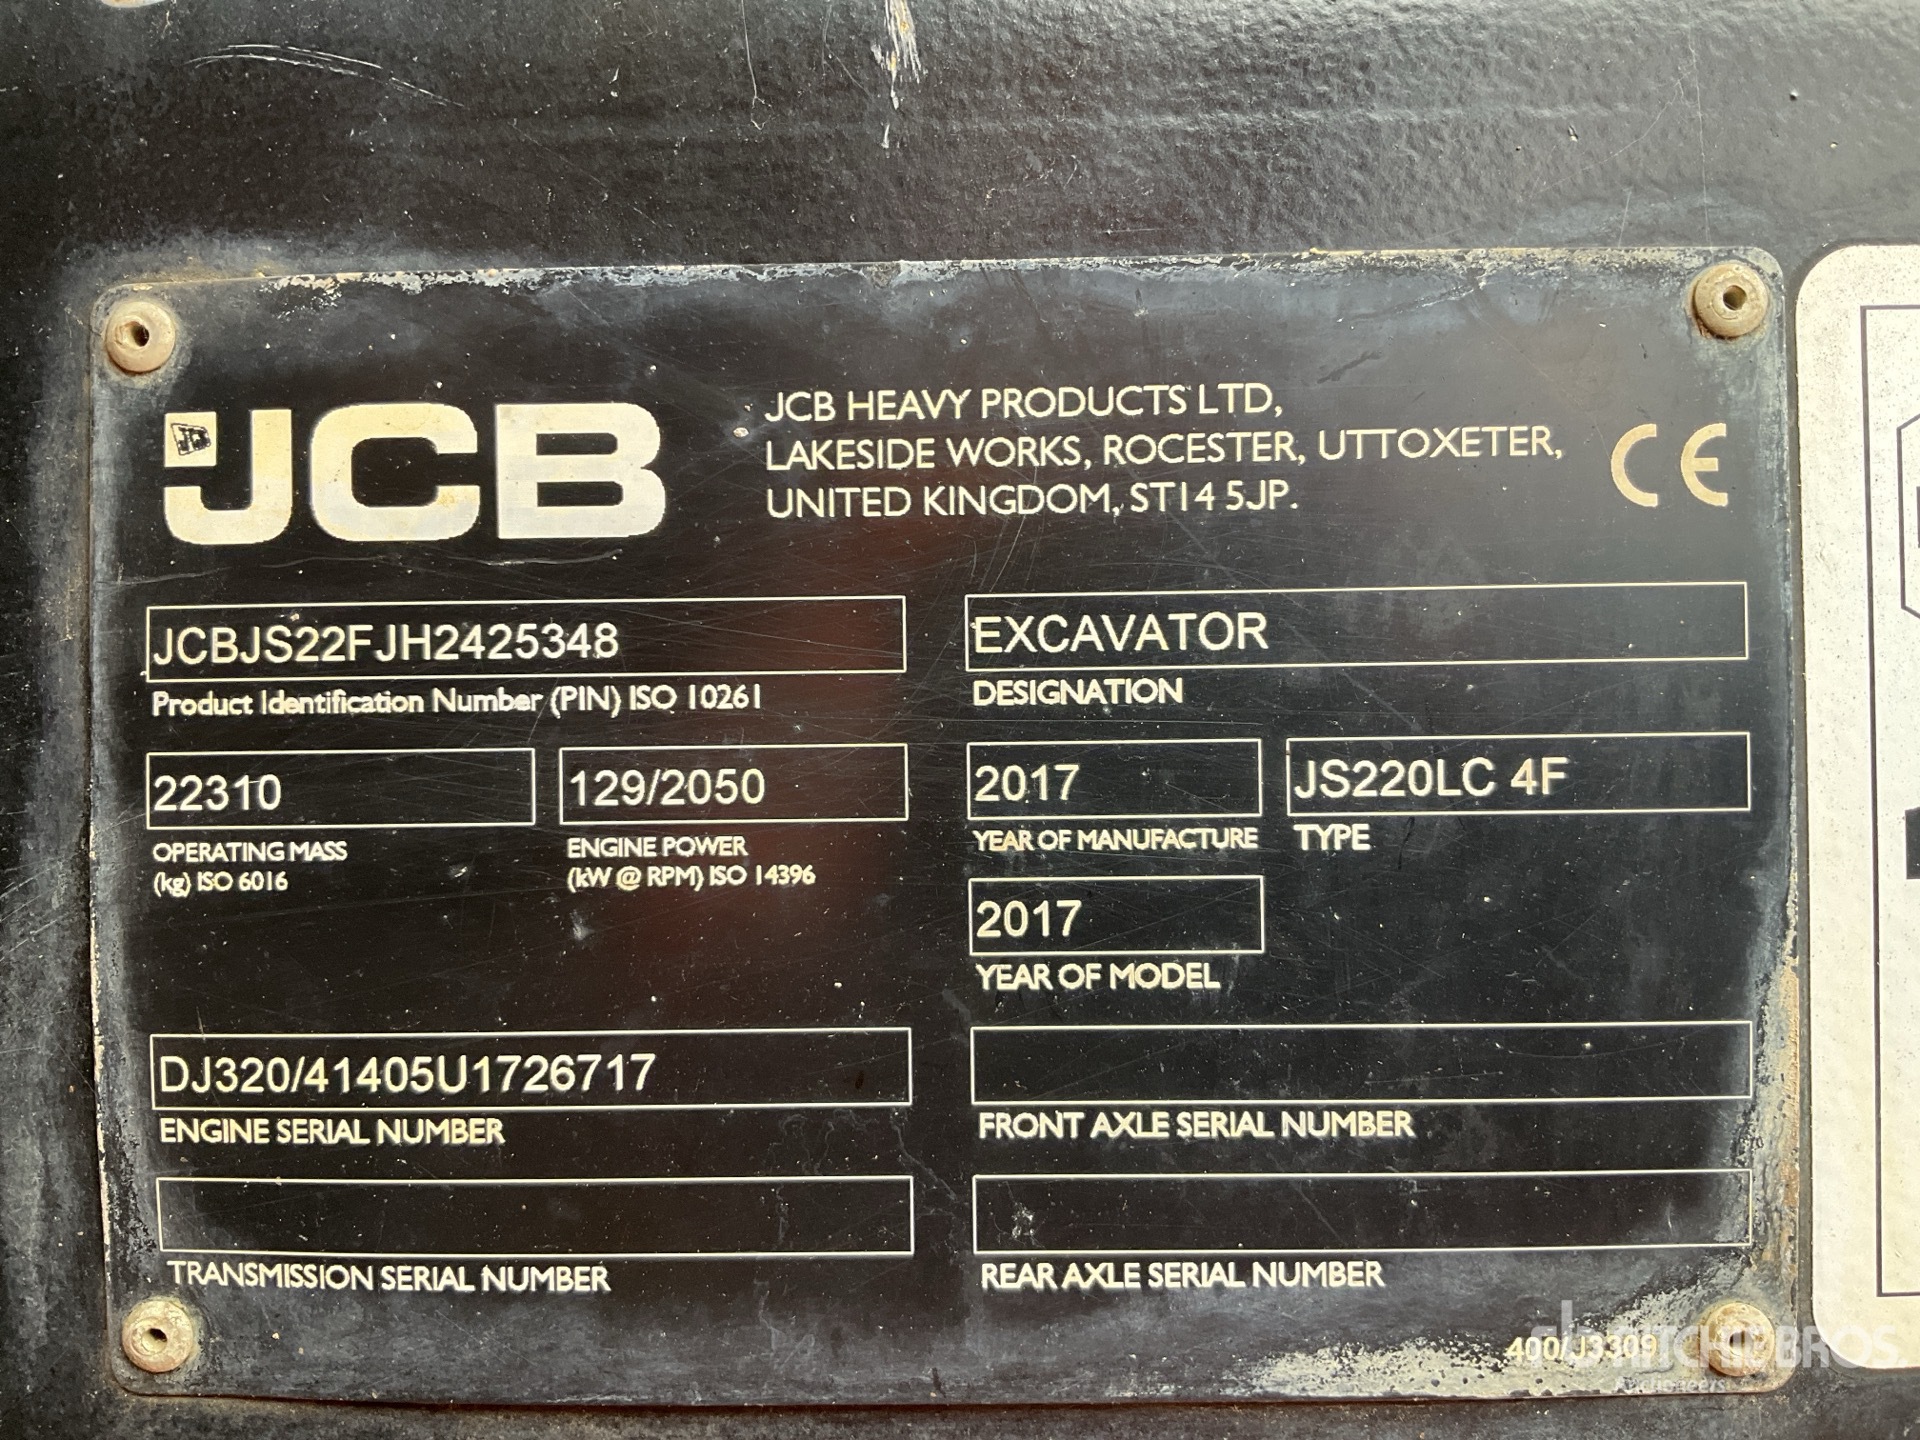 JCB
JCB HEAVY PRODUCTS LTD,
LAKESIDE WORKS, ROCESTER, UTTOXETER,
UNITED KINGDOM, ST14 5JP.
CE
JCBJS22FJH2425348
Product Identification Number (PIN) ISO 10261
EXCAVATOR
DESIGNATION
22310
OPERATING MASS
(kg) ISO 6016
129/2050
ENGINE POWER
(kW @ RPM) ISO 14396
2017
YEAR OF MANUFACTURE
JS220LC 4F
TYPE
2017
YEAR OF MODEL
DJ320/41405U1726717
ENGINE SERIAL NUMBER
FRONT AXLE SERIAL NUMBER
TRANSMISSION SERIAL NUMBER
REAR AXLE SERIAL NUMBER
400/J3309
RITCHIE BROS.
Auctioneers